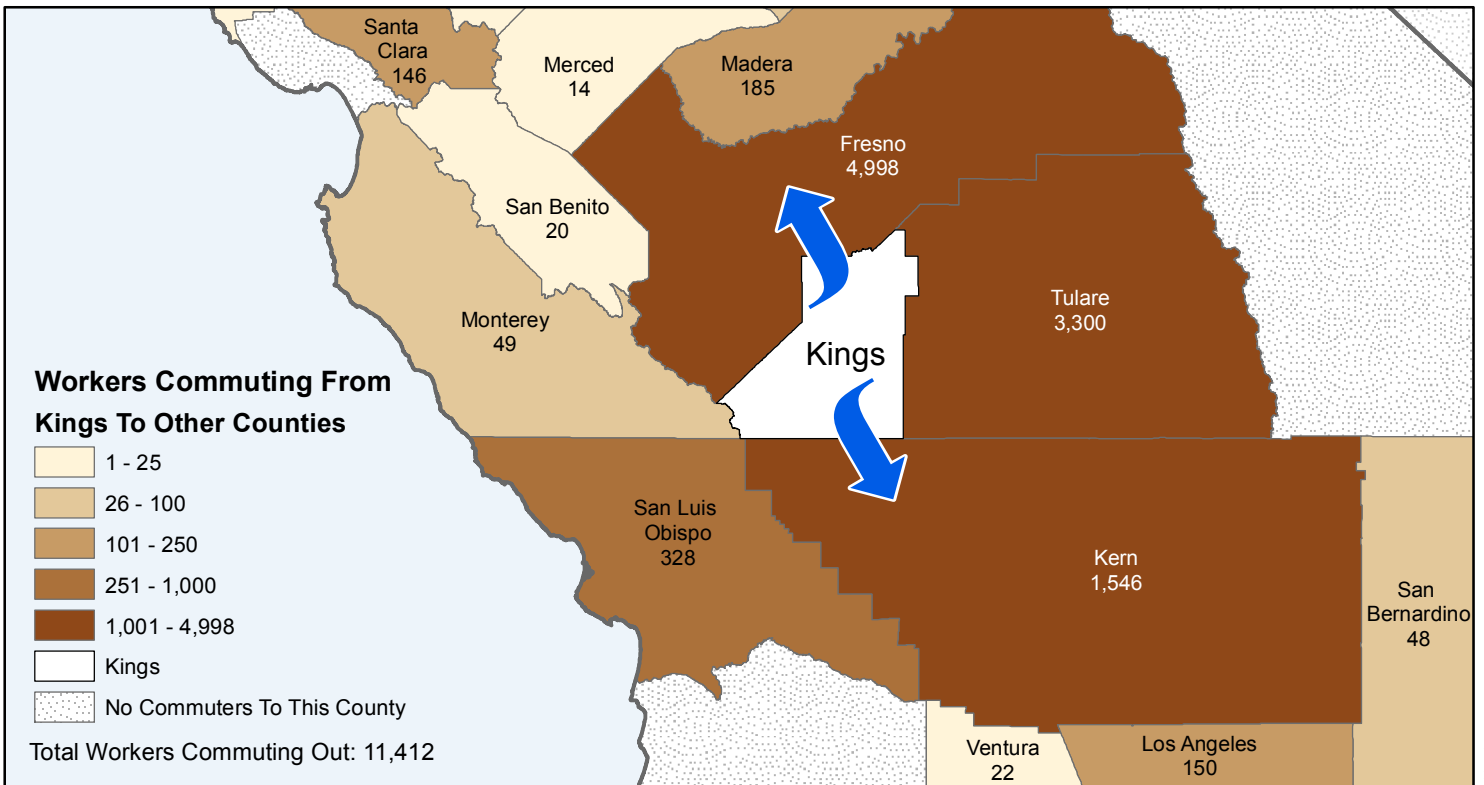 Santa
Clara
146
Merced
14
Madera
185
Fresno
4,998
San Benito
20
Tulare
3,300
Monterey
49
Kings
Workers Commuting From
Kings To Other Counties
1 - 25
26 - 100
101 - 250
251 - 1,000
1,001 - 4,998
Kings
No Commuters To This County
Total Workers Commuting Out: 11,412
San Luis
Obispo
328
Kern
1,546
San
Bernardino
48
Ventura
22
Los Angeles
150